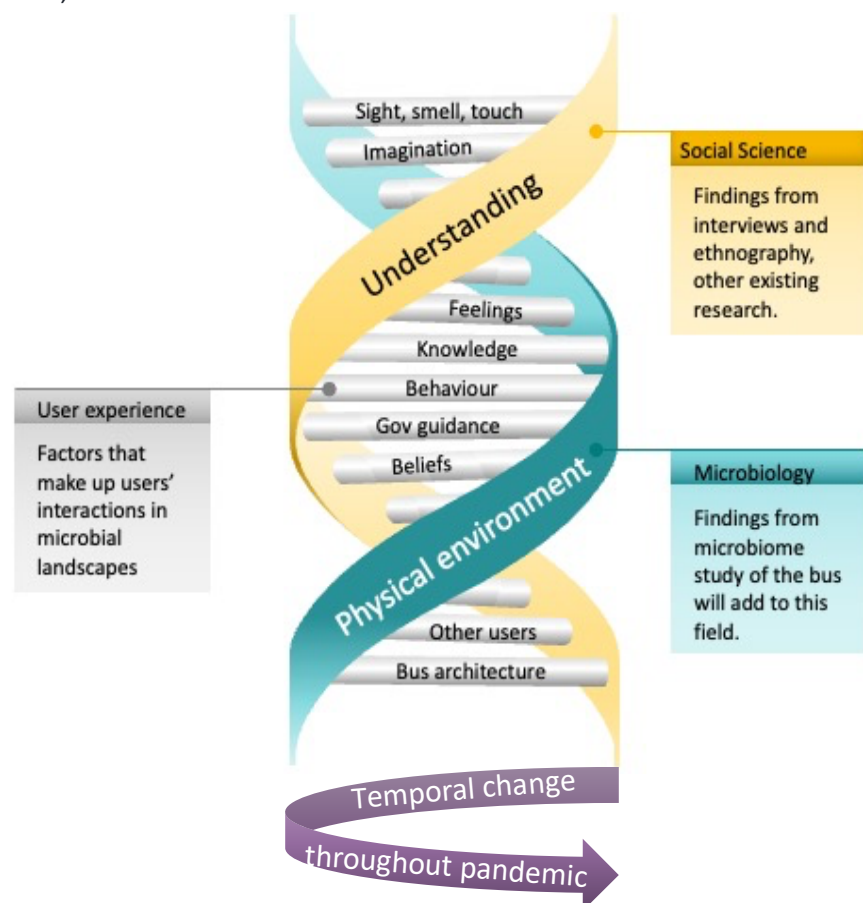 Sight, smell, touch
Imagination
Understanding
Feelings
Knowledge
Behaviour
Gov guidance
Beliefs
Physical environment
Other users
Bus architecture
Social Science
Findings from
interviews and
ethnography,
other existing
research.
User experience
Factors that
make up users’
interactions in
microbial
landscapes
Microbiology
Findings from
microbiome
study of the bus
will add to this
field.
Temporal change
throughout pandemic